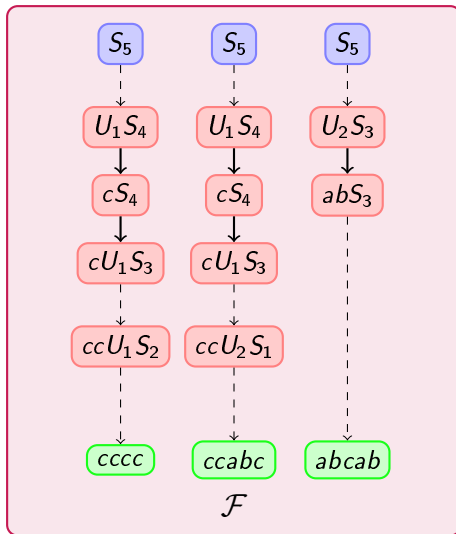 S₅ S₅ S₅
U₁S₄ U₁S₄ U₂S₃
cS₄ cS₄ abS₃
cU₁S₃ cU₁S₃
ccU₁S₂ ccU₂S₁
cccc ccabc abcab
ℱ